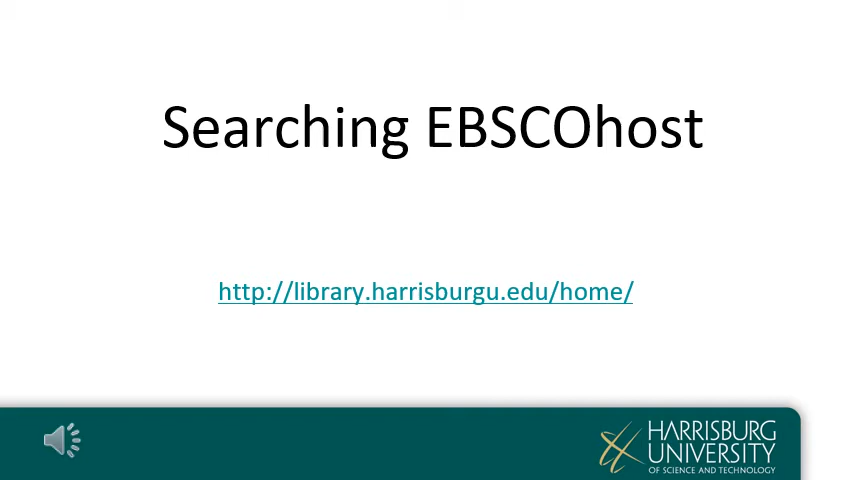 Searching EBSCOhost
http://library.harrisburgu.edu/home/
HARRISBURG
UNIVERSITY
OF SCIENCE AND TECHNOLOGY